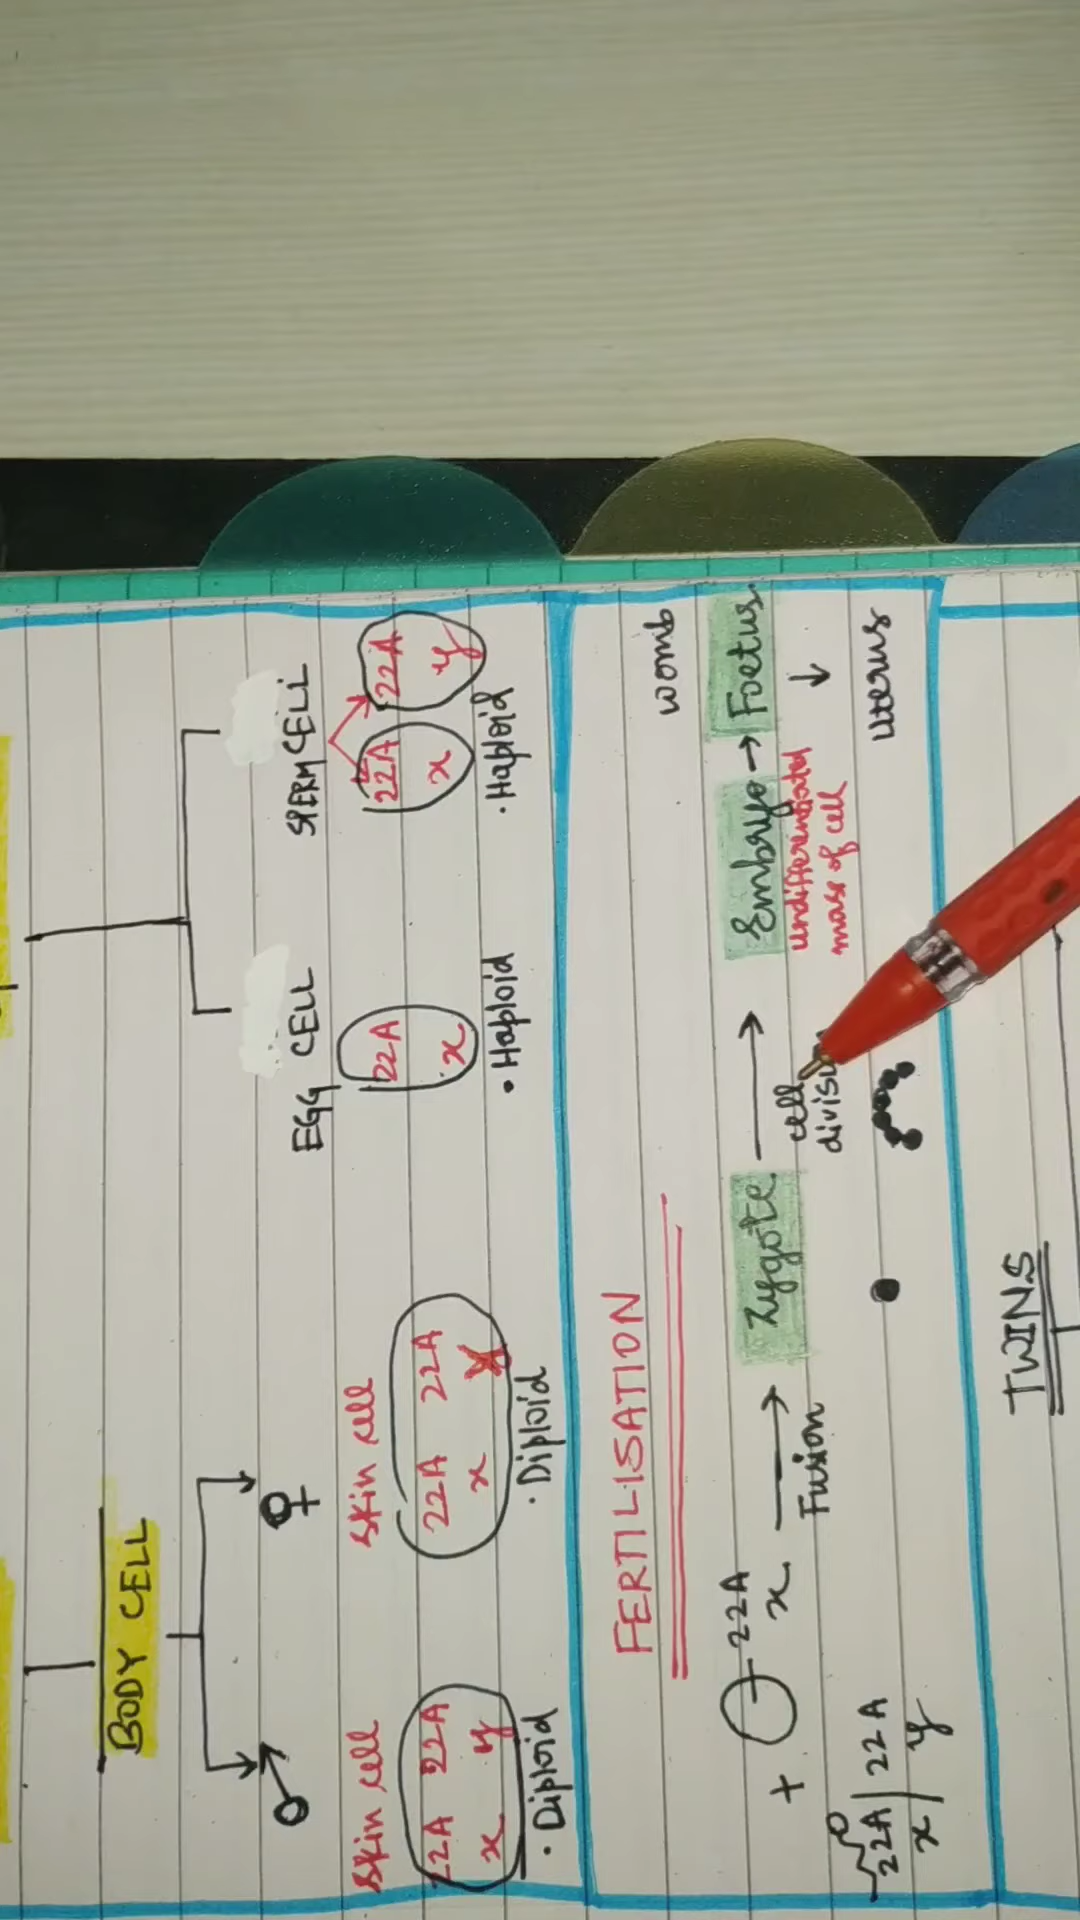 BODY CELL
♂
♀
EGG CELL
SPERM CELL
skin cell
skin cell
22A 22A
x y
22A 22A
x
22A
x
22A
x
22A
y
• Diploid
• Diploid
• Haploid
• Haploid
FERTILISATION
womb
+ 22A
x
Fusion
Zygote
cell
Embryo → Foetus
undifferentiated
mass of cell
22A | 22A
x | y
uterus
TWINS